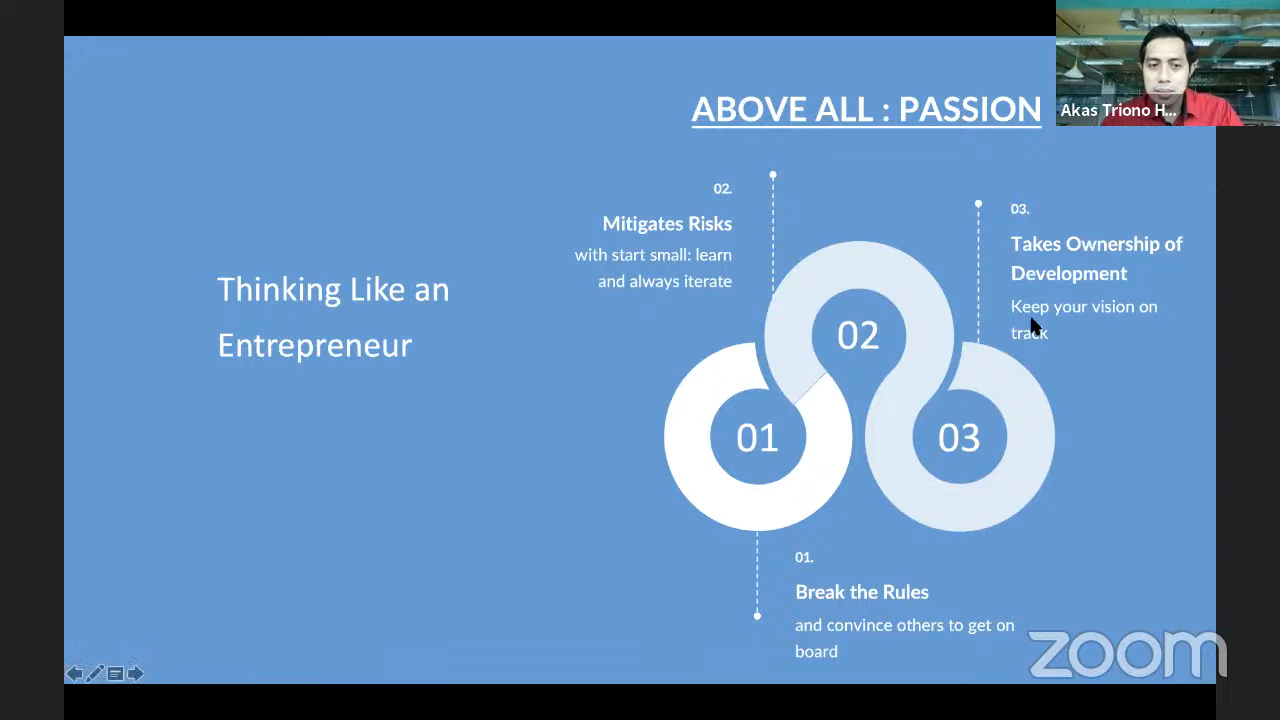 ABOVE ALL : PASSION
Akas Triono H...
Thinking Like an
Entrepreneur
02.
Mitigates Risks
with start small: learn
and always iterate
03.
Takes Ownership of
Development
Keep your vision on
track
02
01
03
01.
Break the Rules
and convince others to get on
board
zoom